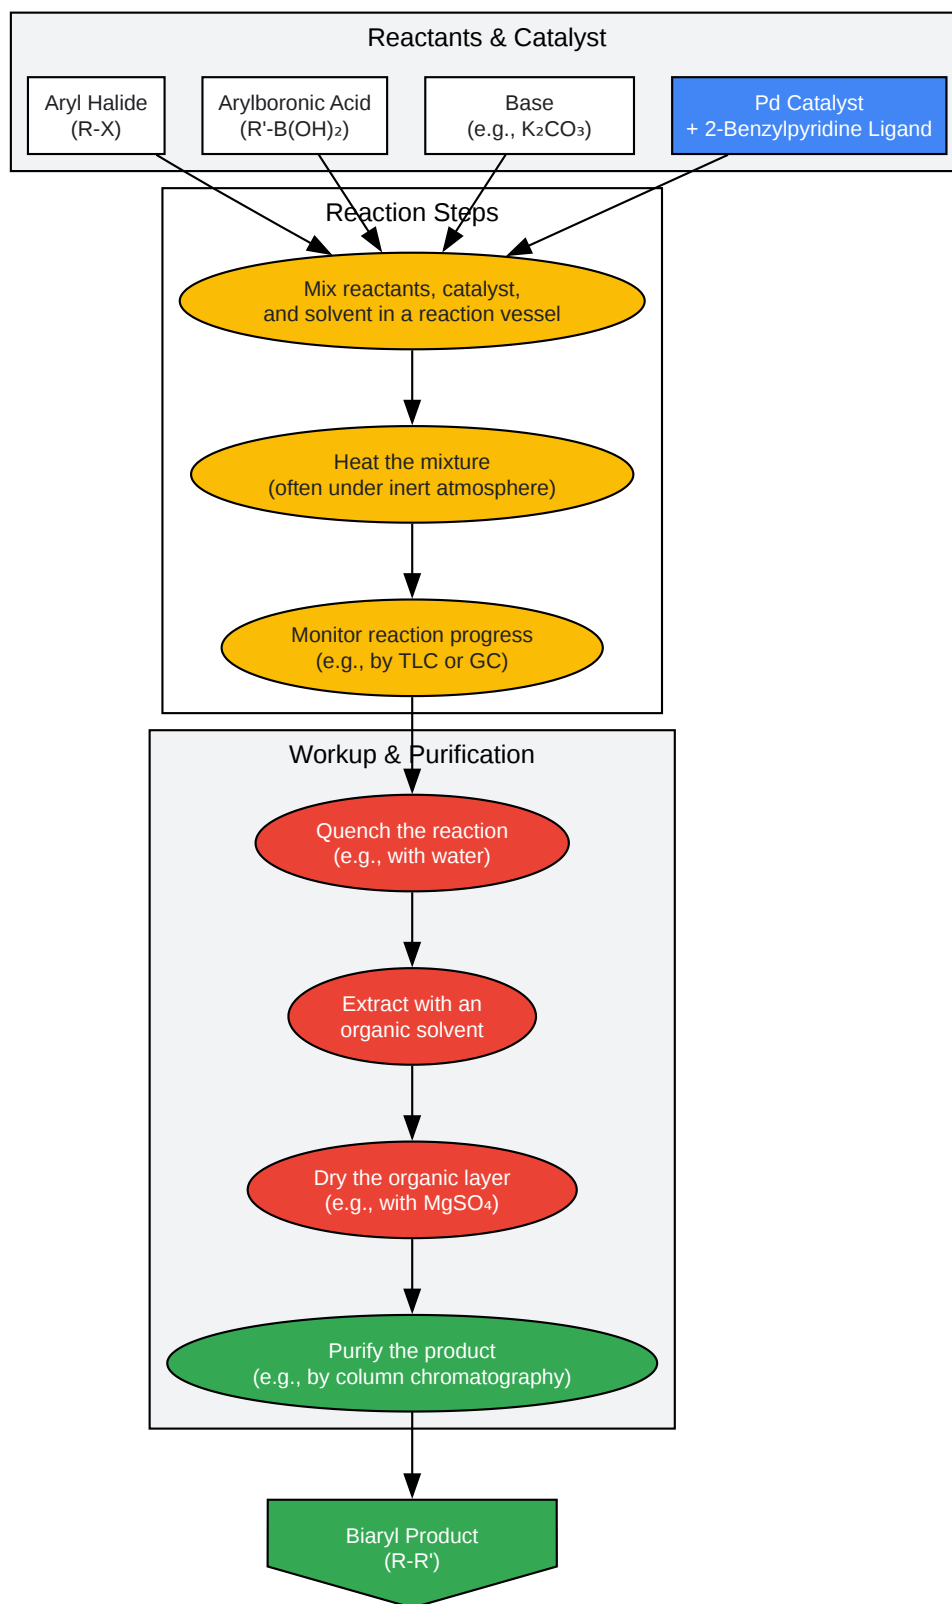 Reactants & Catalyst
Aryl Halide
(R-X)
Arylboronic Acid
(R'-B(OH)₂)
Base
(e.g., K₂CO₃)
Pd Catalyst
+ 2-Benzylpyridine Ligand
Reaction Steps
Mix reactants, catalyst,
and solvent in a reaction vessel
Heat the mixture
(often under inert atmosphere)
Monitor reaction progress
(e.g., by TLC or GC)
Workup & Purification
Quench the reaction
(e.g., with water)
Extract with an
organic solvent
Dry the organic layer
(e.g., with MgSO₄)
Purify the product
(e.g., by column chromatography)
Biaryl Product
(R-R')